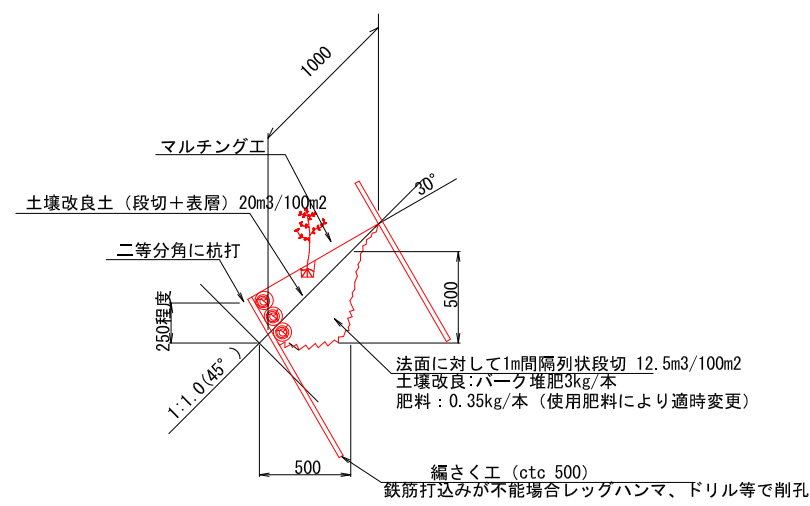 1000
マルチング工
30°
土壌改良土（段切＋表層）20m3/100m2
二等分角に杭打
500
250程度
1:1.0(45°)
法面に対して1m間隔列状段切 12.5m3/100m2
土壌改良:バーク堆肥3kg/本
肥料：0.35kg/本（使用肥料により適時変更）
500
編さく工（ctc 500）
鉄筋打込みが不能場合レッグハンマ、ドリル等で削孔